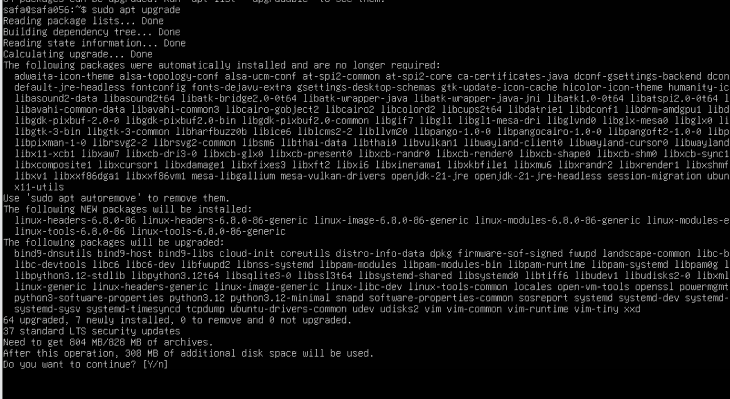 safa@safa056:~$ sudo apt upgrade
Reading package lists... Done
Building dependency tree... Done
Reading state information... Done
Calculating upgrade... Done
The following packages were automatically installed and are no longer required:
adwaita-icon-theme alsa-topology-conf alsa-ucm-conf at-spi2-common at-spi2-core ca-certificates-java dconf-gsettings-backend dcon
default-jre-headless fontconfig fonts-dejavu-extra gsettings-desktop-schemas gtk-update-icon-cache hicolor-icon-theme humanity-ic
libasound2-data libasound2t64 libatk-bridge2.0-0t64 libatk-wrapper-java libatk-wrapper-java-jni libatk1.0-0t64 libatspi2.0-0t64 l
libavahi-common-data libavahi-common3 libcairo-gobject2 libcairo2 libcolord2 libcups2t64 libdatrie1 libdconf1 libdrm-amdgpu1 libd
libgdk-pixbuf-2.0-0 libgdk-pixbuf2.0-bin libgdk-pixbuf2.0-common libgif7 libgl1 libgl1-mesa-dri libglvnd0 libglx-mesa0 libglx0 li
libgtk-3-bin libgtk-3-common libharfbuzz0b libice6 liblcms2-2 libllvm20 libpango-1.0-0 libpangocairo-1.0-0 libpangoft2-1.0-0 libp
libpixman-1-0 librsvg2-2 librsvg2-common libsm6 libthai-data libthai0 libvulkan1 libwayland-client0 libwayland-cursor0 libwayland
libx11-xcb1 libxaw7 libxcb-dri3-0 libxcb-glx0 libxcb-present0 libxcb-randr0 libxcb-render0 libxcb-shape0 libxcb-shm0 libxcb-sync1
libxcomposite1 libxcursor1 libxdamage1 libxfixes3 libxft2 libxi6 libxinerama1 libxkbfile1 libxmu6 libxrandr2 libxrender1 libxshmf
libxv1 libxxf86dga1 libxxf86vm1 mesa-libgallium mesa-vulkan-drivers openjdk-21-jre openjdk-21-jre-headless session-migration ubun
x11-utils
Use 'sudo apt autoremove' to remove them.
The following NEW packages will be installed:
linux-headers-6.8.0-86 linux-headers-6.8.0-86-generic linux-image-6.8.0-86-generic linux-modules-6.8.0-86-generic linux-modules-e
linux-tools-6.8.0-86 linux-tools-6.8.0-86-generic
The following packages will be upgraded:
bind9-dnsutils bind9-host bind9-libs cloud-init coreutils distro-info-data dpkg firmware-sof-signed fwupd landscape-common libc-b
libc-devtools libc6 libc6-dev libfwupd2 libnss-systemd libpam-modules libpam-modules-bin libpam-runtime libpam-systemd libpam0g l
libpython3.12-stdlib libpython3.12t64 libsqlite3-0 libssl3t64 libsystemd-shared libsystemd0 libtiff6 libudev1 libudisks2-0 libxml
linux-generic linux-headers-generic linux-image-generic linux-libc-dev linux-tools-common locales open-vm-tools openssl powermgmt
python3-software-properties python3.12 python3.12-minimal snapd software-properties-common sosreport systemd systemd-dev systemd-
systemd-sysv systemd-timesyncd tcpdump ubuntu-drivers-common udev udisks2 vim vim-common vim-runtime vim-tiny xxd
64 upgraded, 7 newly installed, 0 to remove and 0 not upgraded.
37 standard LTS security updates
Need to get 804 MB/828 MB of archives.
After this operation, 308 MB of additional disk space will be used.
Do you want to continue? [Y/n]